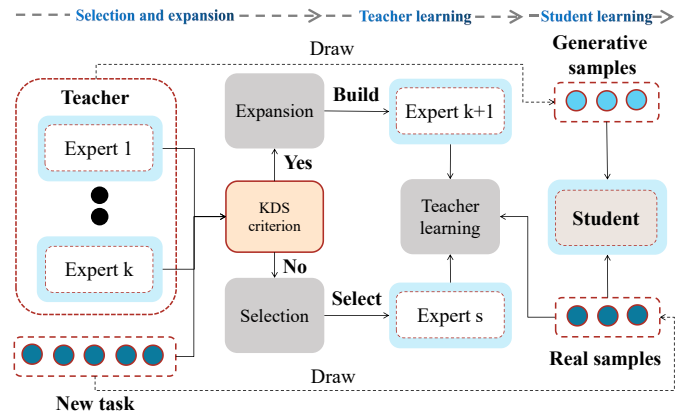 Selection and expansion
Teacher learning
Student learning
Draw
Generative
samples
Teacher
Expert 1
Expert k
Expansion
Build
Expert k+1
Yes
KDS
criterion
No
Teacher
learning
Student
Selection
Select
Expert s
Real samples
New task
Draw